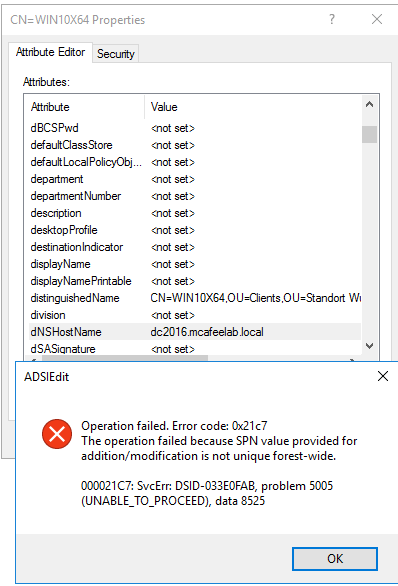 CN=WIN10X64 Properties
? ×
Attribute Editor Security
Attributes:
Attribute Value
dBCSPwd <not set>
defaultClassStore <not set>
defaultLocalPolicyObj... <not set>
department <not set>
departmentNumber <not set>
description <not set>
desktopProfile <not set>
destinationIndicator <not set>
displayName <not set>
displayNamePrintable <not set>
distinguishedName CN=WIN10X64,OU=Clients,OU=Standort Wu
division <not set>
dNSHostName dc2016.mcafeelab.local
dSASignature <not set>
ADSIEdit
×
Operation failed. Error code: 0x21c7
The operation failed because SPN value provided for
addition/modification is not unique forest-wide.
000021C7: SvcErr: DSID-033E0FAB, problem 5005
(UNABLE_TO_PROCEED), data 8525
OK